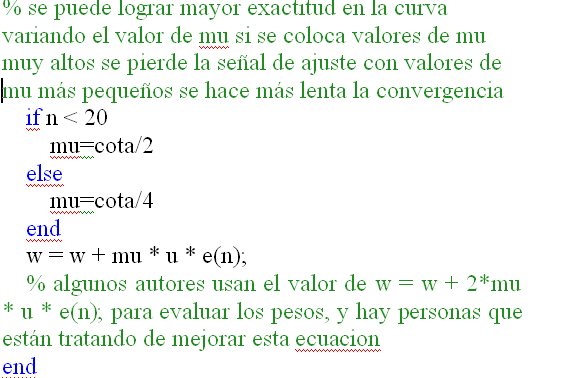 % se puede lograr mayor exactitud en la curva
variando el valor de mu si se coloca valores de mu
muy altos se pierde la señal de ajuste con valores de
mu más pequeños se hace más lenta la convergencia
if n < 20
mu=cota/2
else
mu=cota/4
end
w = w + mu * u * e(n);
% algunos autores usan el valor de w = w + 2*mu
* u * e(n); para evaluar los pesos, y hay personas que
están tratando de mejorar esta ecuacion
end